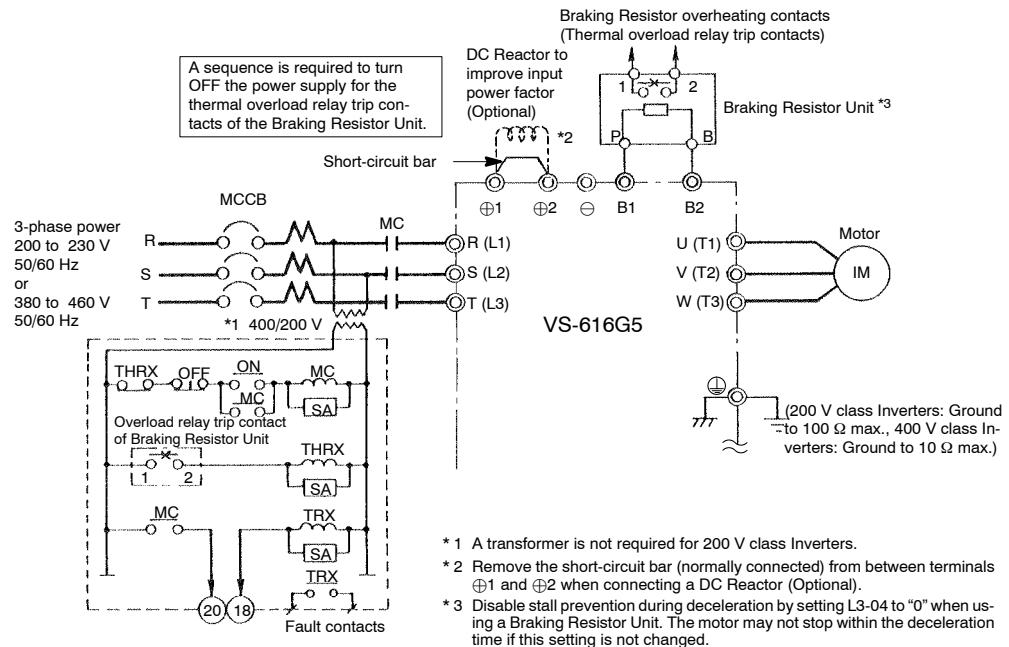 Braking Resistor overheating contacts
(Thermal overload relay trip contacts)
A sequence is required to turn
OFF the power supply for the
thermal overload relay trip con-
tacts of the Braking Resistor Unit.
DC Reactor to
improve input
power factor
(Optional)
1 2
Braking Resistor Unit *3
*2
P B
Short-circuit bar
⊕1 ⊕2 ⊖ B1 B2
MCCB
MC
3-phase power
200 to 230 V
50/60 Hz
or
380 to 460 V
50/60 Hz
R
S
T
R (L1)
S (L2)
T (L3)
U (T1)
V (T2)
W (T3)
Motor
IM
*1 400/200 V
VS-616G5
THRX OFF ON MC
MC
SA
Overload relay trip contact
of Braking Resistor Unit
1 2
THRX
SA
MC
TRX
SA
TRX
20 18
Fault contacts
(200 V class Inverters: Ground
to 100 Ω max., 400 V class In-
verters: Ground to 10 Ω max.)
* 1 A transformer is not required for 200 V class Inverters.
* 2 Remove the short-circuit bar (normally connected) from between terminals
⊕1 and ⊕2 when connecting a DC Reactor (Optional).
* 3 Disable stall prevention during deceleration by setting L3-04 to “0” when us-
ing a Braking Resistor Unit. The motor may not stop within the deceleration
time if this setting is not changed.